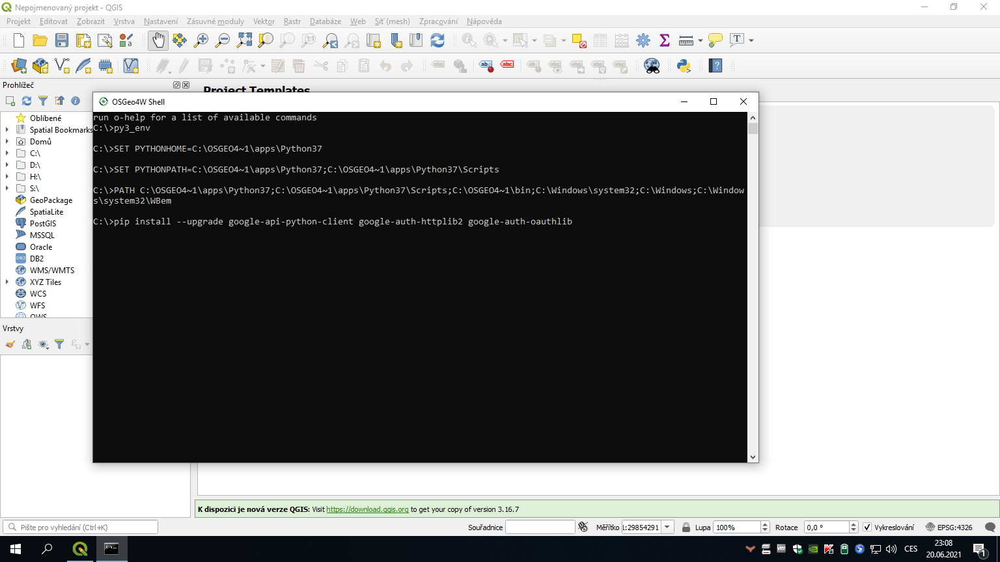 Nepojmenovaný projekt - QGIS
Projekt Editovat Zobrazit Vrstva Nastavení Zásuvné moduly Vektor Rastr Databáze Web Síť (mesh) Zpracování Nápověda
Prohlížeč
Project Templates
Oblíbené
Spatial Bookmarks
Domů
C:\
D:\
H:\
S:\
GeoPackage
SpatiaLite
PostGIS
MSSQL
Oracle
DB2
WMS/WMTS
XYZ Tiles
WCS
WFS
OWS
Vrstvy
OSGeo4W Shell
run o-help for a list of available commands
C:\>py3_env
C:\>SET PYTHONHOME=C:\OSGEO4~1\apps\Python37
C:\>SET PYTHONPATH=C:\OSGEO4~1\apps\Python37;C:\OSGEO4~1\apps\Python37\Scripts
C:\>PATH C:\OSGEO4~1\apps\Python37;C:\OSGEO4~1\apps\Python37\Scripts;C:\OSGEO4~1\bin;C:\Windows\system32;C:\Windows;C:\Window
s\system32\WBem
C:\>pip install --upgrade google-api-python-client google-auth-httplib2 google-auth-oauthlib
K dispozici je nová verze QGIS: Visit https://download.qgis.org to get your copy of version 3.16.7
Pište pro vyhledání (Ctrl+K)
Souřadnice
Měřítko
1:29854291
Lupa
100%
Rotace
0,0 °
Vykreslování
EPSG:4326
CES
23:08
20.06.2021
1